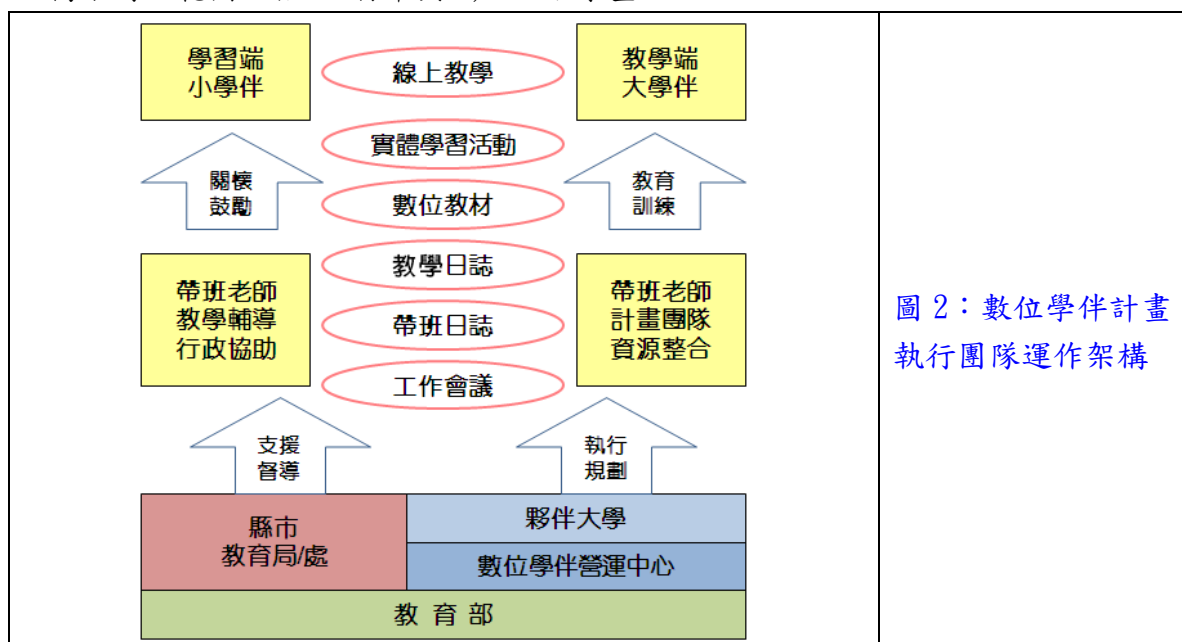 學習端
小學伴
線上教學
教學端
大學伴
實體學習活動
關懷
鼓勵
教育
訓練
數位教材
教學日誌
帶班老師
教學輔導
行政協助
帶班日誌
帶班老師
計畫團隊
資源整合
工作會議
圖 2：數位學伴計畫
執行團隊運作架構
支援
督導
執行
規劃
縣市
教育局/處
夥伴大學
數位學伴營運中心
教 育 部